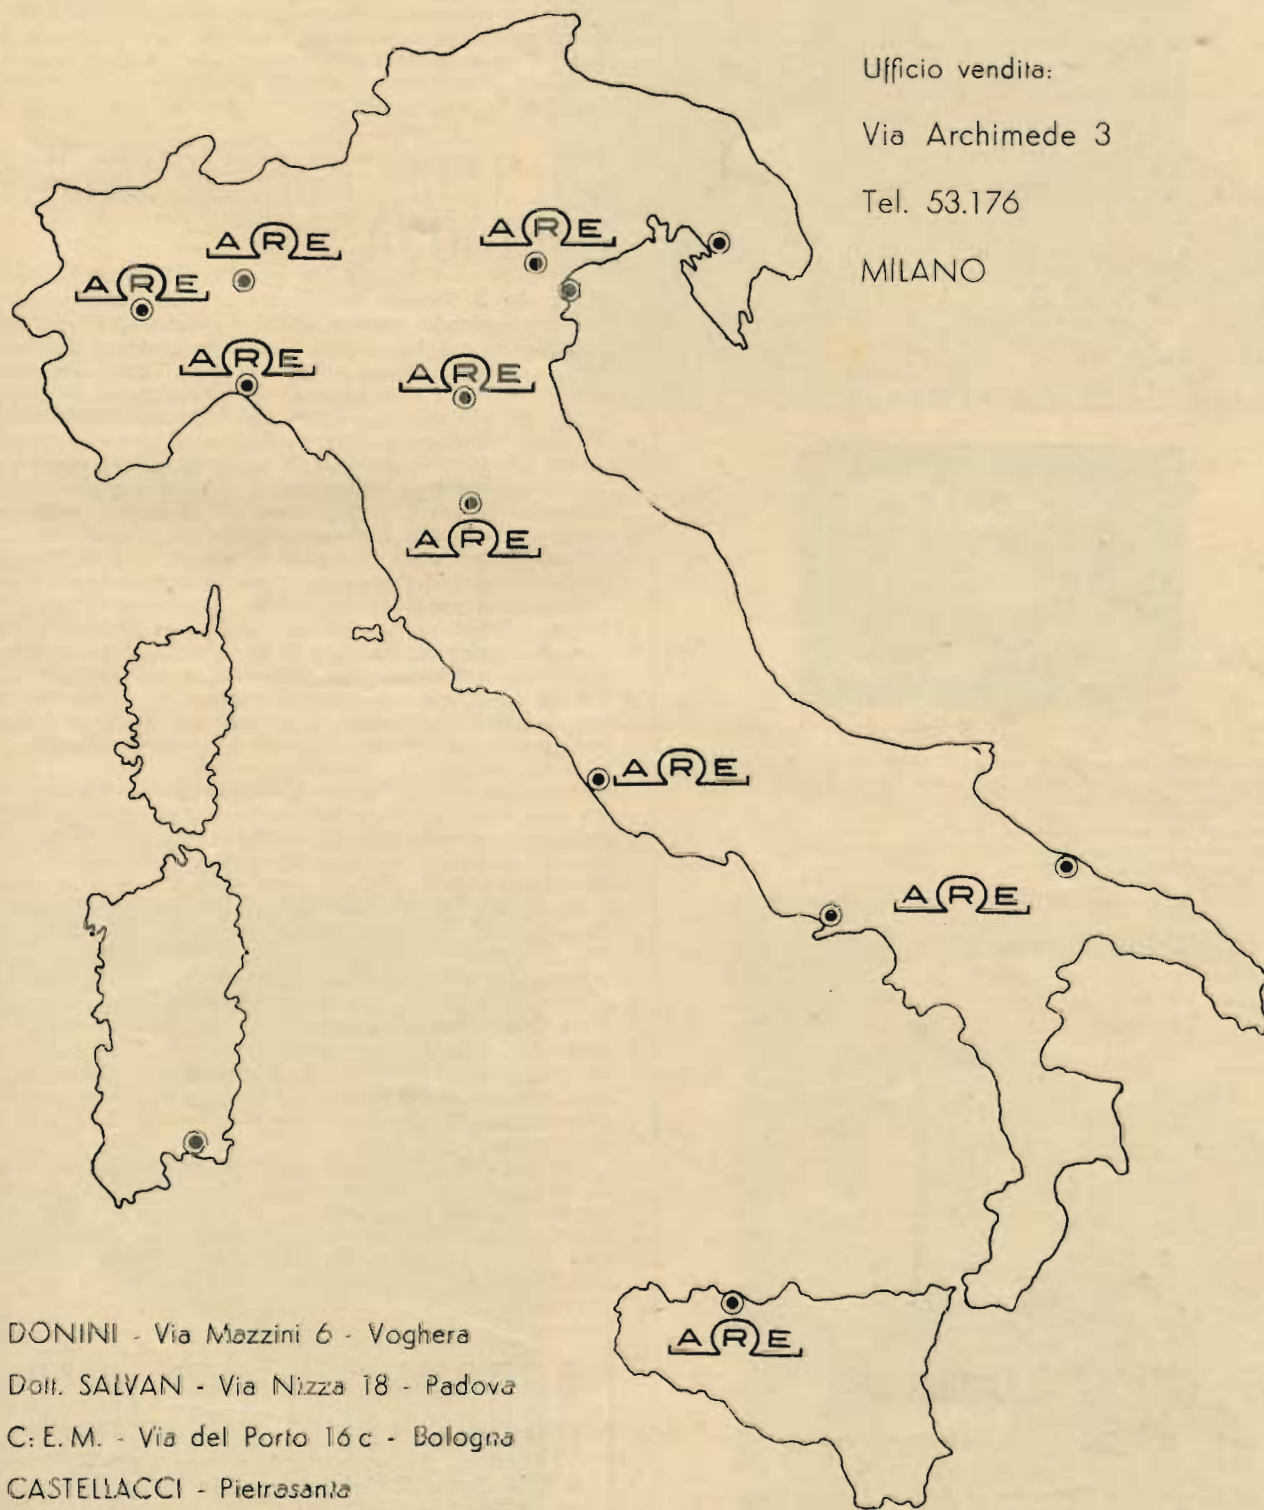 Ufficio vendita:
Via Archimede 3
Tel. 53.176
MILANO
ARE
ARE
ARE
ARE
ARE
ARE
ARE
ARE
ARE
DONINI - Via Mazzini 6 - Voghera
Dott. SALVAN - Via Nizza 18 - Padova
C. E. M. - Via del Porto 16 c - Bologna
CASTELLACCI - Pietrasanta